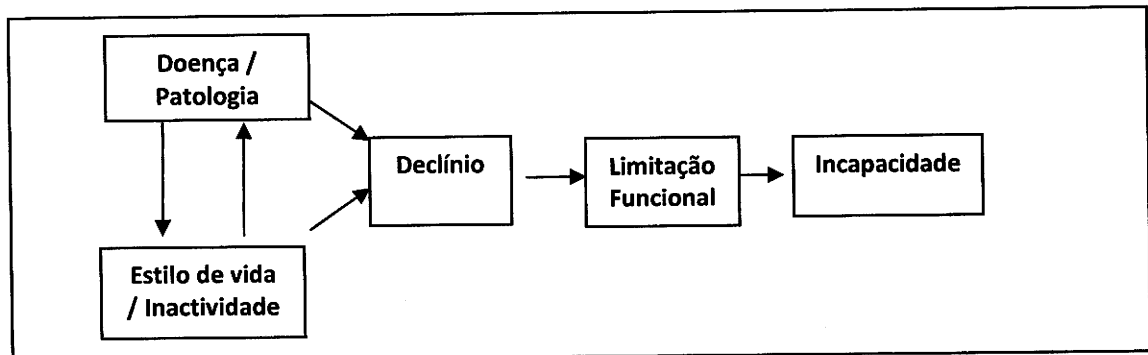 Doença /
Patologia
Declínio
Limitação
Funcional
Incapacidade
Estilo de vida
/ Inactividade